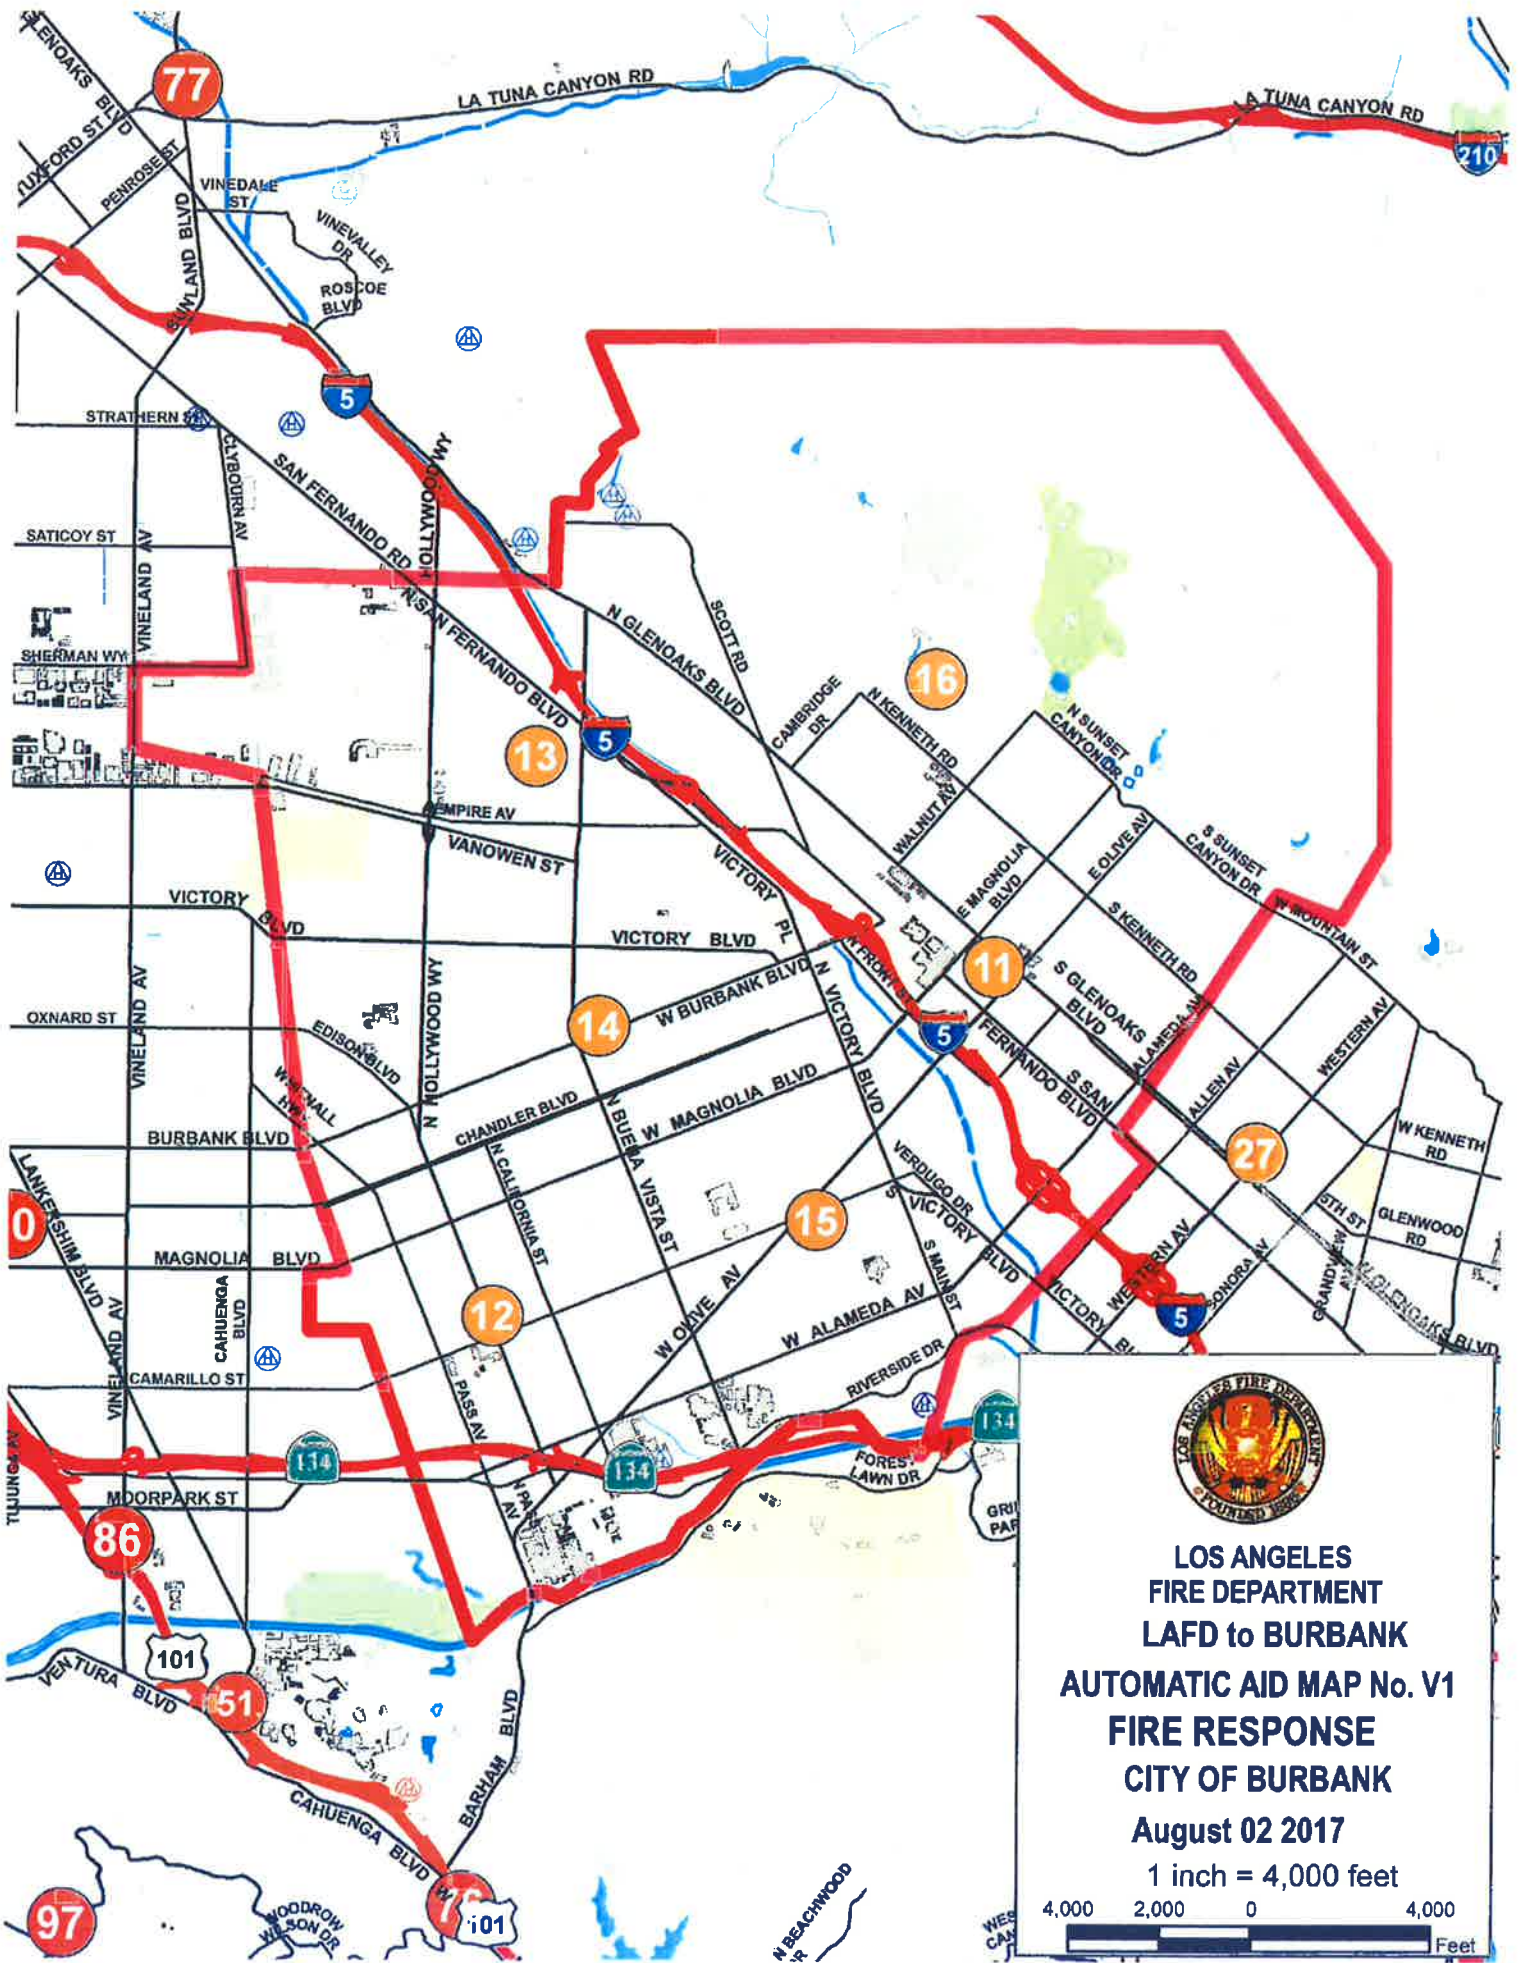 GLENOAKS BLVD
77
LA TUNA CANYON RD
LA TUNA CANYON RD
210
TUXFORD ST
PENROSE ST
VINEDALE
ST
SUNLAND BLVD
VINEVALLEY
DR
ROSCOE
BLVD
5
STRATHERN ST
CLYBOURN AV
SAN FERNANDO RD
HOLLYWOOD WY
SATICOY ST
VINELAND AV
N SAN FERNANDO BLVD
N GLENOAKS BLVD
SCOTT RD
SHERMAN WY
16
CAMBRIDGE
DR
N KENNETH RD
N SUNSET
CANYON DR
13
5
EMPIRE AV
VANOWEN ST
WALNUT AV
E MAGNOLIA
BLVD
E OLIVE AV
S SUNSET
CANYON DR
VICTORY PL
VICTORY BLVD
VICTORY BLVD
W MOUNTAIN ST
S KENNETH RD
N FRONT ST
11
S GLENOAKS
BLVD
VINELAND AV
N HOLLYWOOD WY
W BURBANK BLVD
N VICTORY BLVD
OXNARD ST
EDISON BLVD
14
5
S SAN
FERNANDO BLVD
ALAMEDA AV
ALLEN AV
WESTERN AV
W KENNETH
RD
BURBANK BLVD
CHANDLER BLVD
N BUENA VISTA ST
W MAGNOLIA BLVD
27
LANKERSHIM BLVD
0
N CALIFORNIA ST
VERDUGO DR
S VICTORY BLVD
15
5TH ST
GLENWOOD
RD
MAGNOLIA BLVD
CAHUENGA
BLVD
12
W OLIVE AV
W ALAMEDA AV
S MAIN ST
VICTORY
WESTERN AV
SONORA AV
GRANDVIEW
AV
GLENOAKS BLVD
5
VINELAND AV
CAMARILLO ST
PASS AV
RIVERSIDE DR
TUJUNGA AV
134
134
134
FOREST
LAWN DR
MOORPARK ST
N PASS
AV
86
101
VENTURA BLVD
51
BARHAM BLVD
CAHUENGA BLVD W
97
WOODROW
WILSON DR
101
N BEACHWOOD
DR
LOS ANGELES FIRE DEPARTMENT
FOUNDED 1886
LOS ANGELES
FIRE DEPARTMENT
LAFD to BURBANK
AUTOMATIC AID MAP No. V1
FIRE RESPONSE
CITY OF BURBANK
August 02 2017
1 inch = 4,000 feet
4,000 2,000 0 4,000
Feet